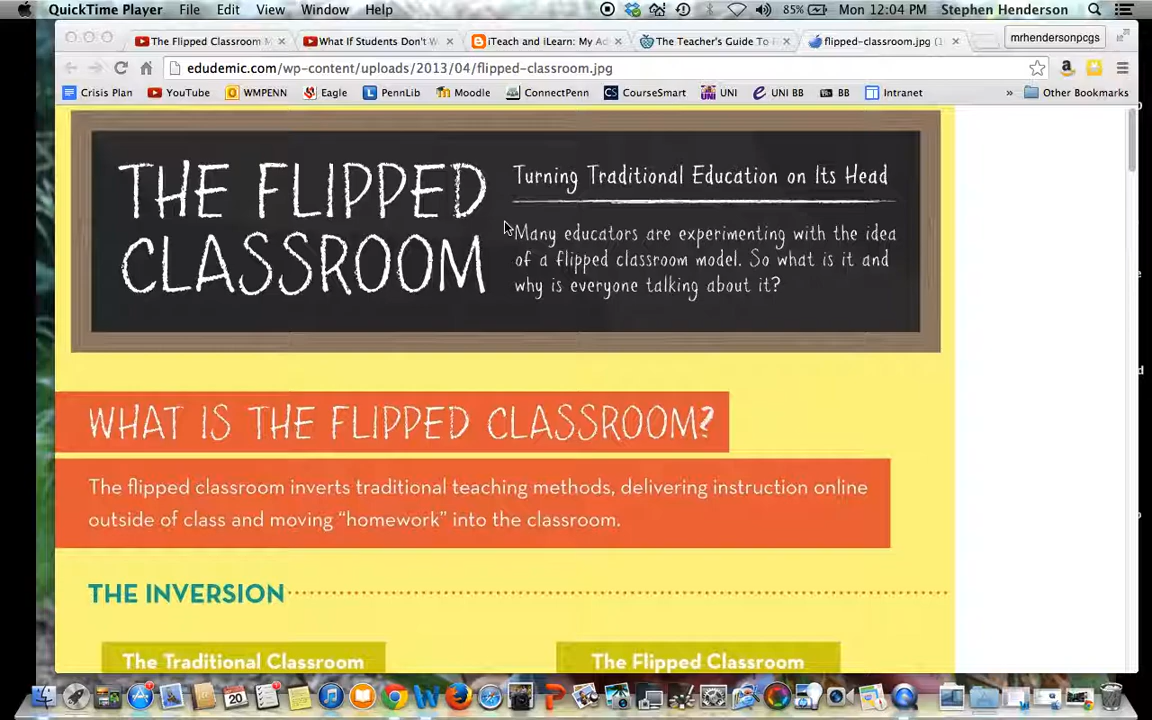 QuickTime Player File Edit View Window Help 85% Mon 12:04 PM Stephen Henderson
The Flipped Classroom M What If Students Don't W iTeach and iLearn: My Ad The Teacher's Guide To flipped-classroom.jpg (1 mrhendersonpcgs
edudemic.com/wp-content/uploads/2013/04/flipped-classroom.jpg
Crisis Plan YouTube WMPENN Eagle PennLib Moodle ConnectPenn CourseSmart UNI UNI BB BB Intranet » Other Bookmarks
THE FLIPPED
CLASSROOM
Turning Traditional Education on Its Head
Many educators are experimenting with the idea
of a flipped classroom model. So what is it and
why is everyone talking about it?
WHAT IS THE FLIPPED CLASSROOM?
The flipped classroom inverts traditional teaching methods, delivering instruction online
outside of class and moving “homework” into the classroom.
THE INVERSION
The Traditional Classroom The Flipped Classroom